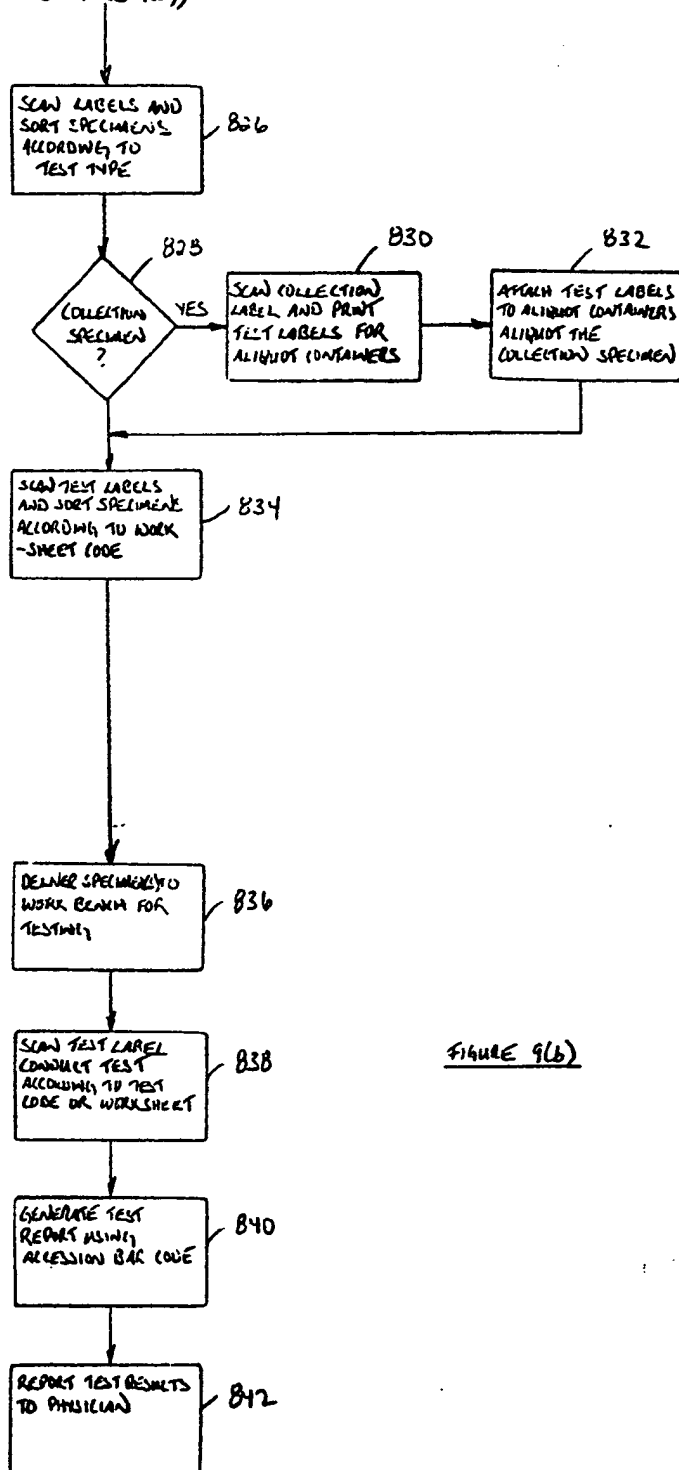 SCAN LABELS AND
SORT SPECIMENS
ACCORDING TO
TEST TYPE
826
828
COLLECTION
SPECIMEN
?
YES
830
SCAN COLLECTION
LABEL AND PRINT
TEST LABELS FOR
ALIQUOT CONTAINERS
832
ATTACH TEST LABELS
TO ALIQUOT CONTAINERS
ALIQUOT THE
COLLECTION SPECIMEN
SCAN TEST LABELS
AND SORT SPECIMENS
ACCORDING TO WORK
-SHEET CODE
834
DELIVER SPECIMEN(S) TO
WORK BENCH FOR
TESTING
836
SCAN TEST LABEL
CONDUCT TEST
ACCORDING TO TEST
CODE OR WORKSHEET
838
FIGURE 9(b)
GENERATE TEST
REPORT USING
ACCESSION BAR CODE
840
REPORT TEST RESULTS
TO PHYSICIAN
842